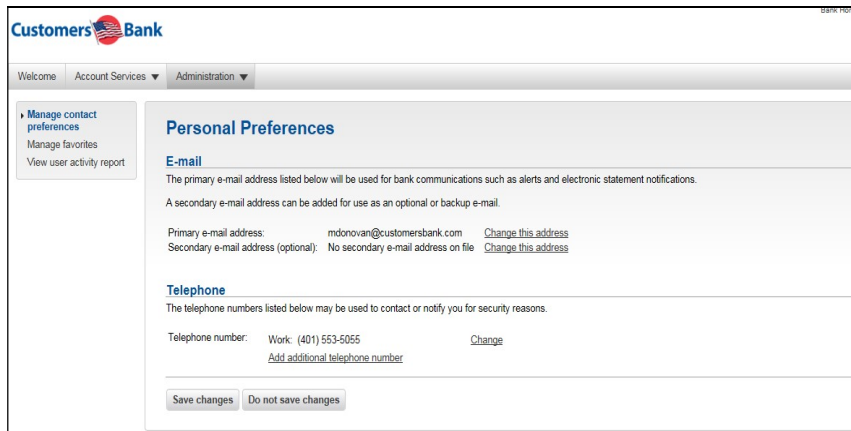 Bank Hom
Customers Bank
Welcome Account Services ▼ Administration ▼
Manage contact
preferences
Manage favorites
View user activity report
Personal Preferences
E-mail
The primary e-mail address listed below will be used for bank communications such as alerts and electronic statement notifications.
A secondary e-mail address can be added for use as an optional or backup e-mail.
Primary e-mail address: mdonovan@customersbank.com Change this address
Secondary e-mail address (optional): No secondary e-mail address on file Change this address
Telephone
The telephone numbers listed below may be used to contact or notify you for security reasons.
Telephone number: Work: (401) 553-5055 Change
Add additional telephone number
Save changes Do not save changes